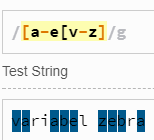 /[a-e[v-z]/g
Test String
variabel zebra